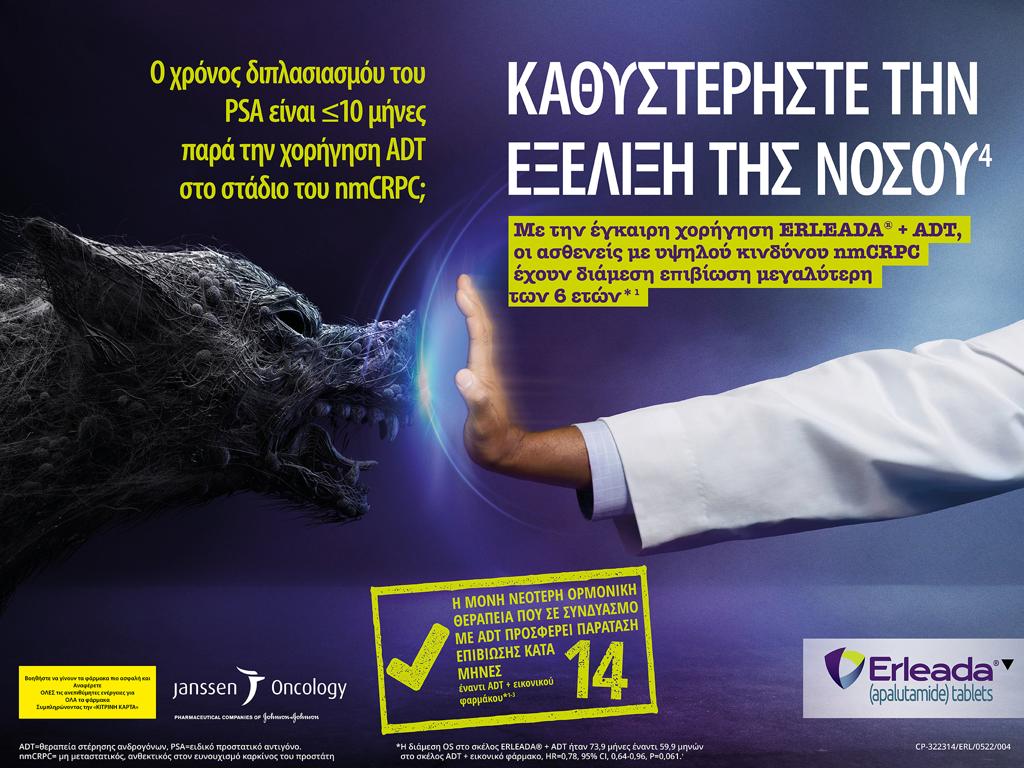 Ο χρόνος διπλασιασμόυ του
PSA είναι ≤10 μήνες
παρά την χορήγηση ADT
στο στάδιο του nmCRPC;
ΚΑΘΥΣΤΕΡΗΣΤΕ ΤΗΝ
ΕΞΕΛΙΞΗ ΤΗΣ ΝΟΣΟΥ4
Με την έγκαιρη χορήγηση ERLEADA® + ADT,
οι ασθενείς με υψηλού κινδύνου nmCRPC
έχουν διάμεση επιβίωση μεγαλύτερη
των 6 ετών*1
Η ΜΟΝΗ ΝΕΟΤΕΡΗ ΟΡΜΟΝΙΚΗ
ΘΕΡΑΠΕΙΑ ΠΟΥ ΣΕ ΣΥΝΔΥΑΣΜΟ
ΜΕ ADT ΠΡΟΣΦΕΡΕΙ ΠΑΡΑΤΑΣΗ
ΕΠΙΒΙΩΣΗΣ ΚΑΤΑ
14
ΜΗΝΕΣ
έναντι ADT + εικονικού
φαρμάκου*1-3
Βοηθήστε να γίνουν τα φάρμακα πιο ασφαλή και
Αναφέρετε
ΟΛΕΣ τις ανεπιθύμητες ενέργειες για
ΟΛΑ τα φάρμακα
Συμπληρώνοντας την «ΚΙΤΡΙΝΗ ΚΑΡΤΑ»
janssen Oncology
PHARMACEUTICAL COMPANIES OF Johnson & Johnson
Erleada®▼
(apalutamide) tablets
ADT=θεραπεία στέρησης ανδρογόνων, PSA=ειδικό προστατικό αντιγόνο.
nmCRPC= μη μεταστατικός, ανθεκτικός στον ευνουχισμό καρκίνος του προστάτη
*Η διάμεση OS στο σκέλος ERLEADA® + ADT ήταν 73,9 μήνες έναντι 59,9 μηνών
στο σκέλος ADT + εικονικό φάρμακο, HR=0,78, 95% CI, 0,64-0,96, P=0,061.¹
CP-322314/ERL/0522/004